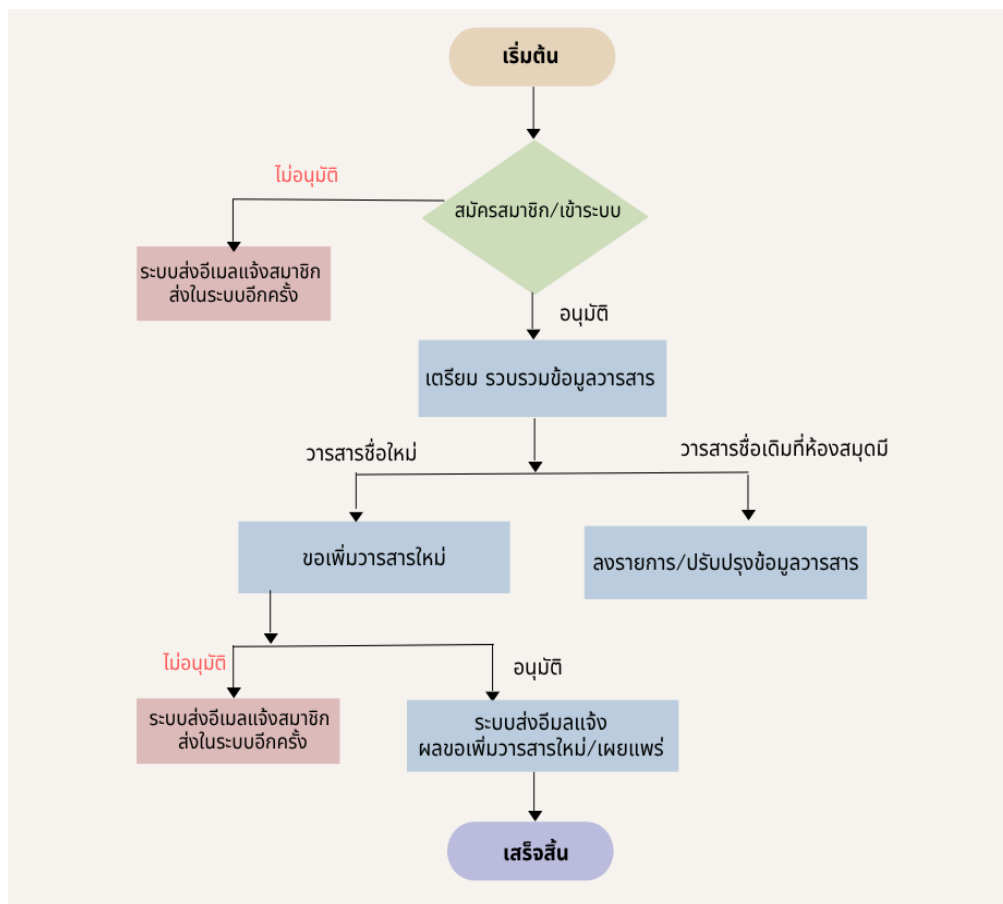 เริ่มต้น
ไม่อนุมัติ
สมัครสมาชิก/เข้าระบบ
ระบบส่งอีเมลแจ้งสมาชิก
ส่งในระบบอีกครั้ง
อนุมัติ
เตรียม รวบรวมข้อมูลวารสาร
วารสารชื่อใหม่
วารสารชื่อเดิมที่ห้องสมุดมี
ขอเพิ่มวารสารใหม่
ลงรายการ/ปรับปรุงข้อมูลวารสาร
ไม่อนุมัติ
อนุมัติ
ระบบส่งอีเมลแจ้งสมาชิก
ส่งในระบบอีกครั้ง
ระบบส่งอีมลแจ้ง
ผลขอเพิ่มวารสารใหม่/เผยแพร่
เสร็จสิ้น